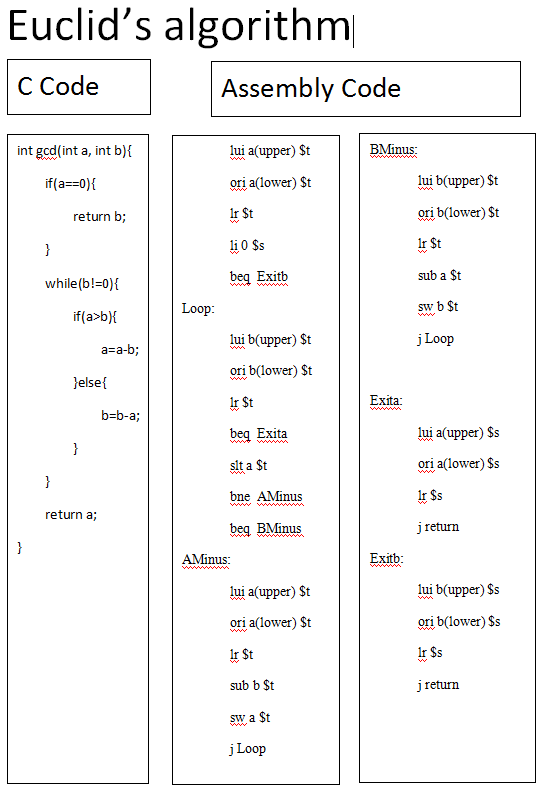 Euclid's algorithm
C Code
Assembly Code
int gcd(int a, int b){
if(a==0){
return b;
}
while(b!=0){
if(a>b){
a=a-b;
}else{
b=b-a;
}
}
return a;
}
lui a(upper) $t
ori a(lower) $t
lr $t
li 0 $s
beq Exitb
Loop:
lui b(upper) $t
ori b(lower) $t
lr $t
beq Exita
slt a $t
bne AMinus
beq BMinus
AMinus:
lui a(upper) $t
ori a(lower) $t
lr $t
sub b $t
sw a $t
j Loop
BMinus:
lui b(upper) $t
ori b(lower) $t
lr $t
sub a $t
sw b $t
j Loop
Exita:
lui a(upper) $s
ori a(lower) $s
lr $s
j return
Exitb:
lui b(upper) $s
ori b(lower) $s
lr $s
j return